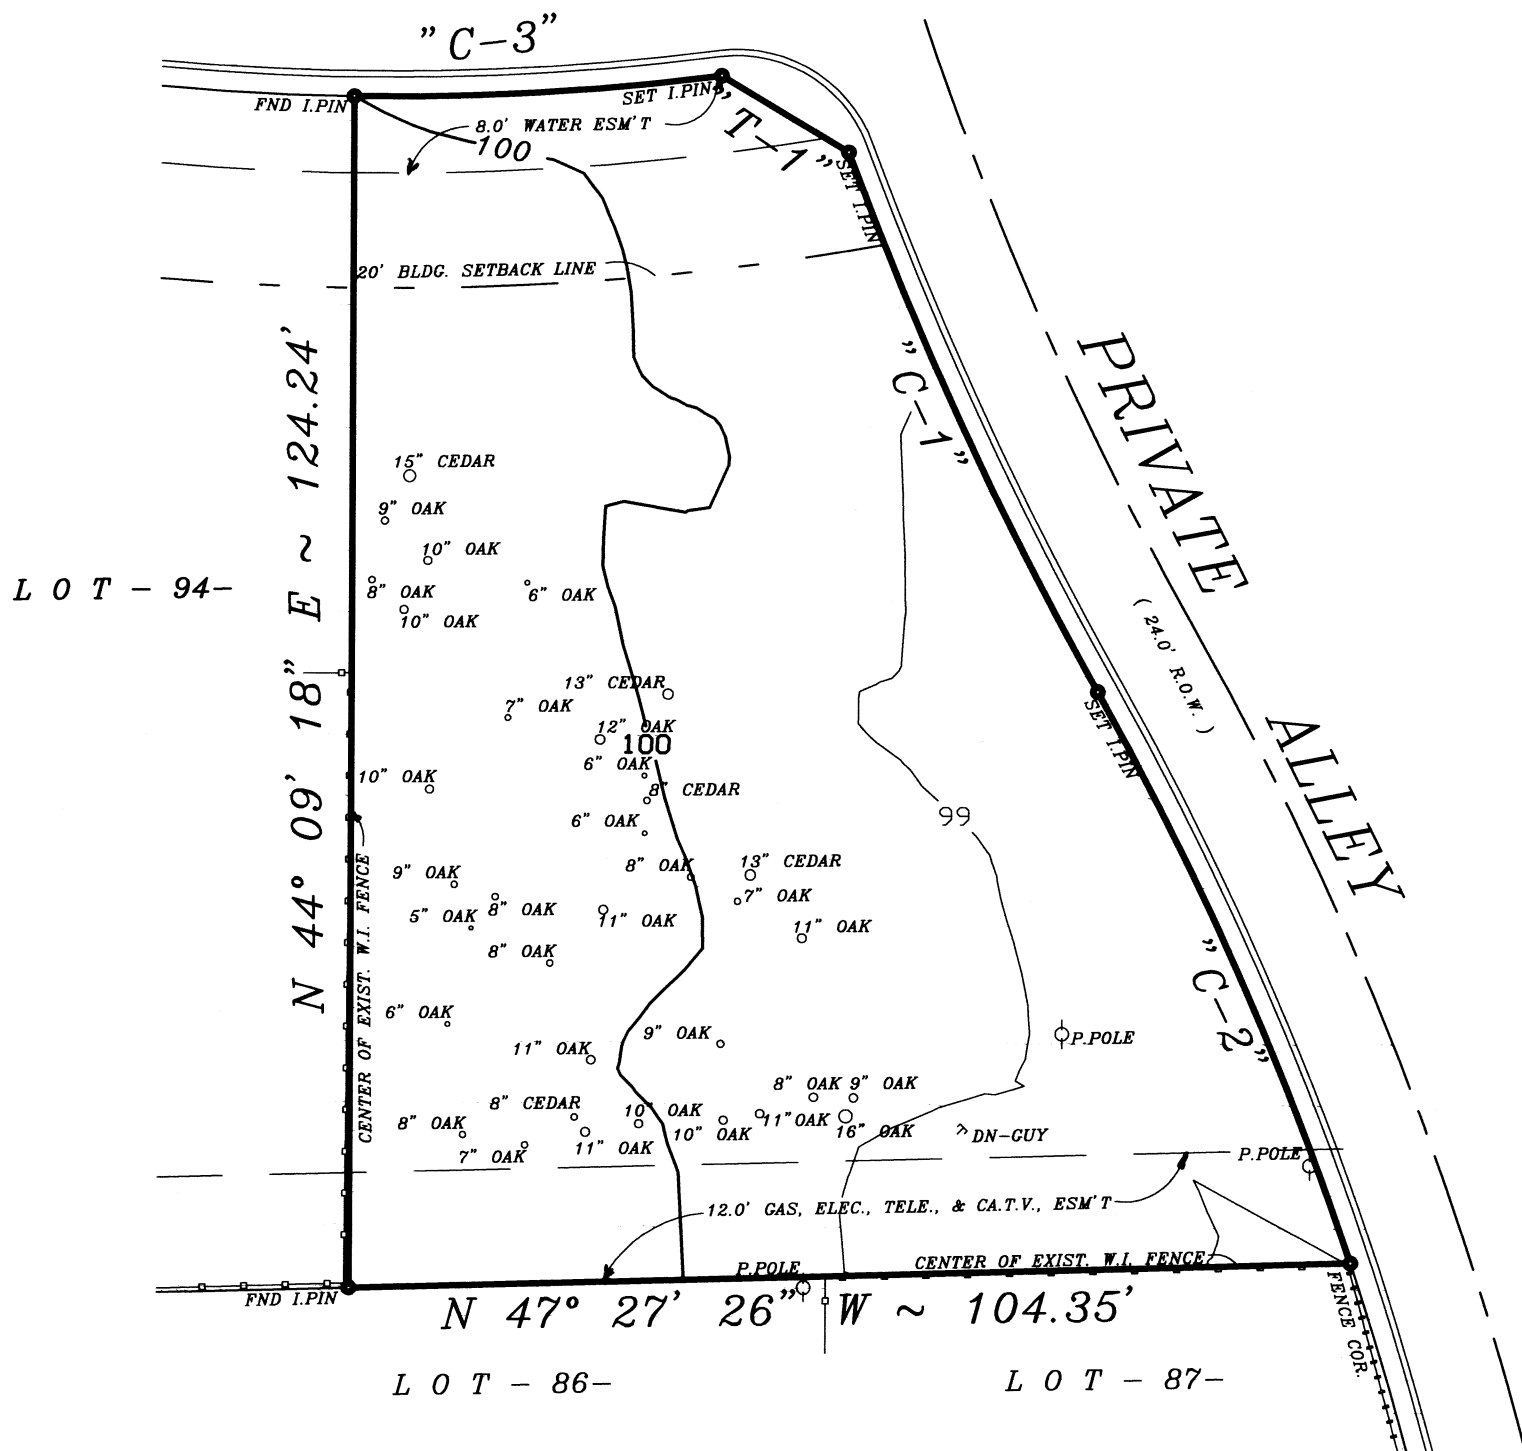 "C-3"
FND I.PIN
SET I.PIN
8.0' WATER ESM'T
100
"T-1"
SET I.PIN
20' BLDG. SETBACK LINE
"C-1"
PRIVATE
ALLEY
( 24.0' R.O.W. )
N 44° 09' 18" E ~ 124.24'
15" CEDAR
9" OAK
10" OAK
L O T - 94-
8" OAK
6" OAK
10" OAK
13" CEDAR
7" OAK
12" OAK
SET I.PIN
100
6" OAK
10" OAK
8" CEDAR
99
6" OAK
8" OAK
13" CEDAR
9" OAK
7" OAK
8" OAK
5" OAK
11" OAK
11" OAK
8" OAK
CENTER OF EXIST. W.I. FENCE
"C-2"
6" OAK
9" OAK
P.POLE
11" OAK
8" OAK
9" OAK
8" CEDAR
10" OAK
11" OAK
8" OAK
10" OAK
16" OAK
DN-GUY
11" OAK
7" OAK
P.POLE
12.0' GAS, ELEC., TELE., & CA.T.V., ESM'T
CENTER OF EXIST. W.I. FENCE
P.POLE
FND I.PIN
N 47° 27' 26" W ~ 104.35'
FENCE COR.
L O T - 86-
L O T - 87-